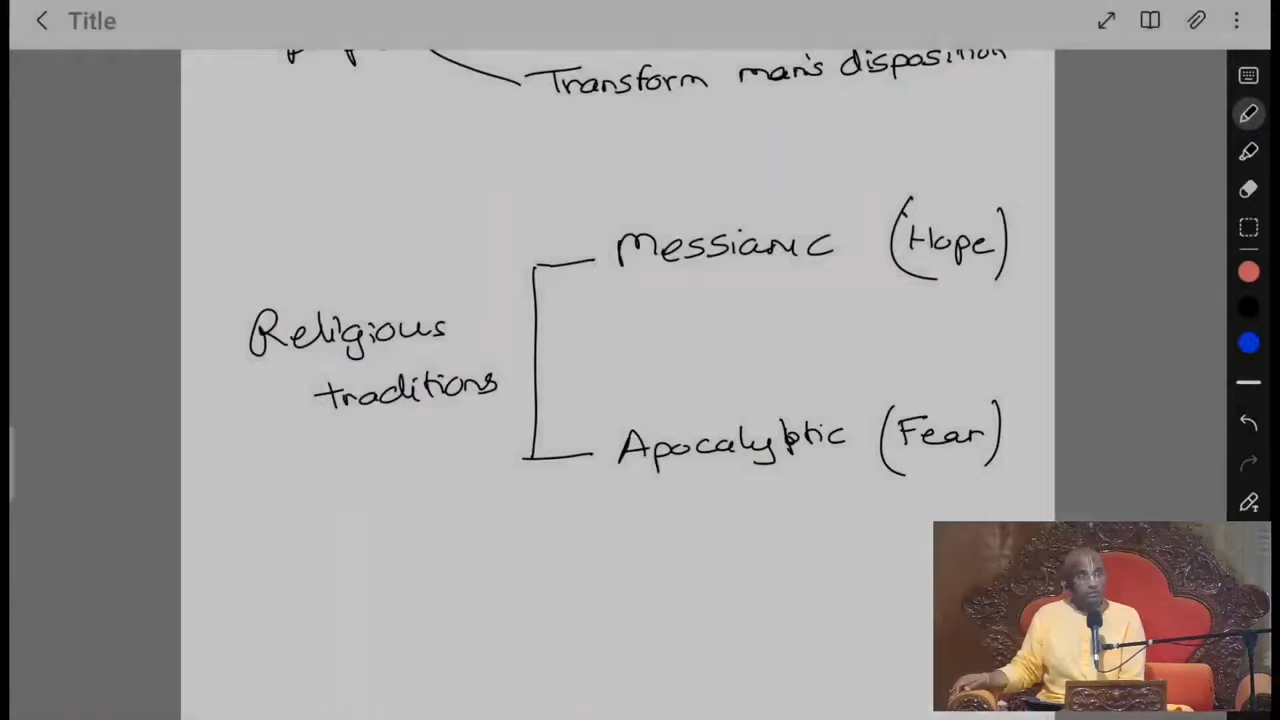 Title
Transform man's disposition
Messianic (Hope)
Religious
traditions
Apocalyptic (Fear)